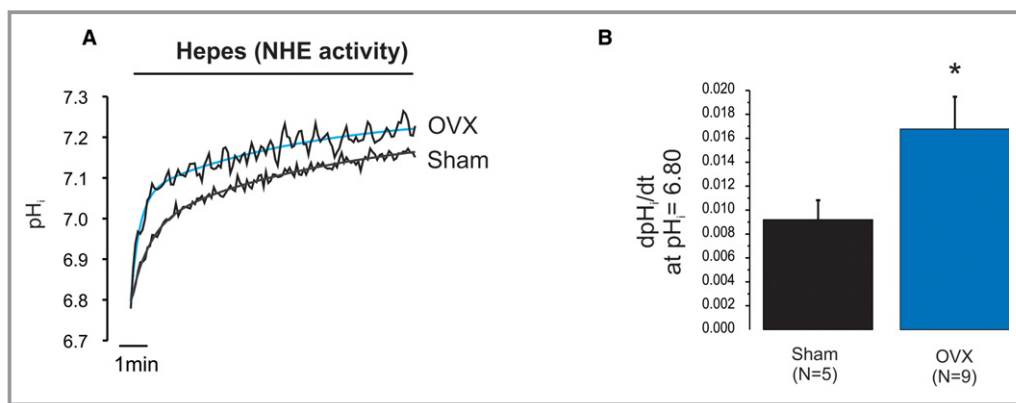 A
Hepes (NHE activity)
7.3
7.2
7.1
7.0
6.9
6.8
6.7
pHi
OVX
Sham
1min
B
*
0.020
0.018
0.016
0.014
0.012
0.010
0.008
0.006
0.004
0.002
0.000
dpHi/dt
at pHi= 6.80
Sham
(N=5)
OVX
(N=9)